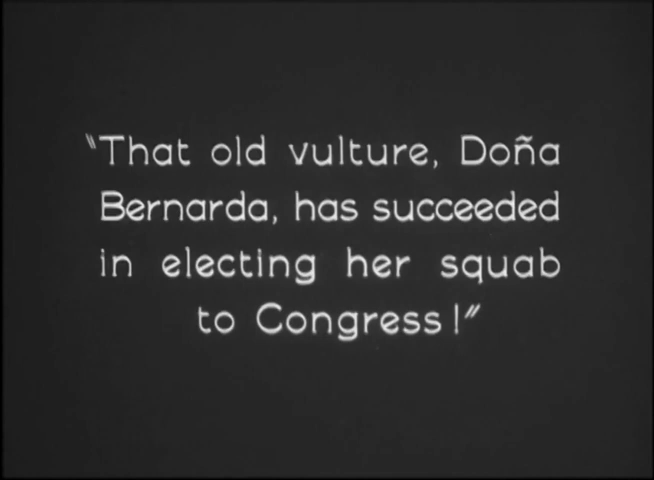 "That old vulture, Doña
Bernarda, has succeeded
in electing her squab
to Congress!"